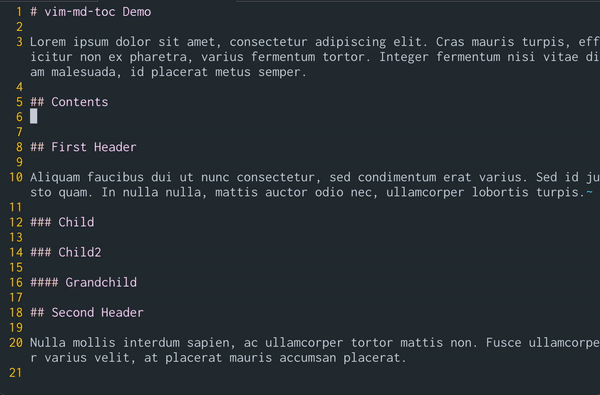 1 # vim-md-toc Demo
2
3 Lorem ipsum dolor sit amet, consectetur adipiscing elit. Cras mauris turpis, eff
icitur non ex pharetra, varius fermentum tortor. Integer fermentum nisi vitae di
am malesuada, id placerat metus semper.
4
5 ## Contents
6
7
8 ## First Header
9
10 Aliquam faucibus dui ut nunc consectetur, sed condimentum erat varius. Sed id ju
sto quam. In nulla nulla, mattis auctor odio nec, ullamcorper lobortis turpis.~
11
12 ### Child
13
14 ### Child2
15
16 #### Grandchild
17
18 ## Second Header
19
20 Nulla mollis interdum sapien, ac ullamcorper tortor mattis non. Fusce ullamcorpe
r varius velit, at placerat mauris accumsan placerat.
21